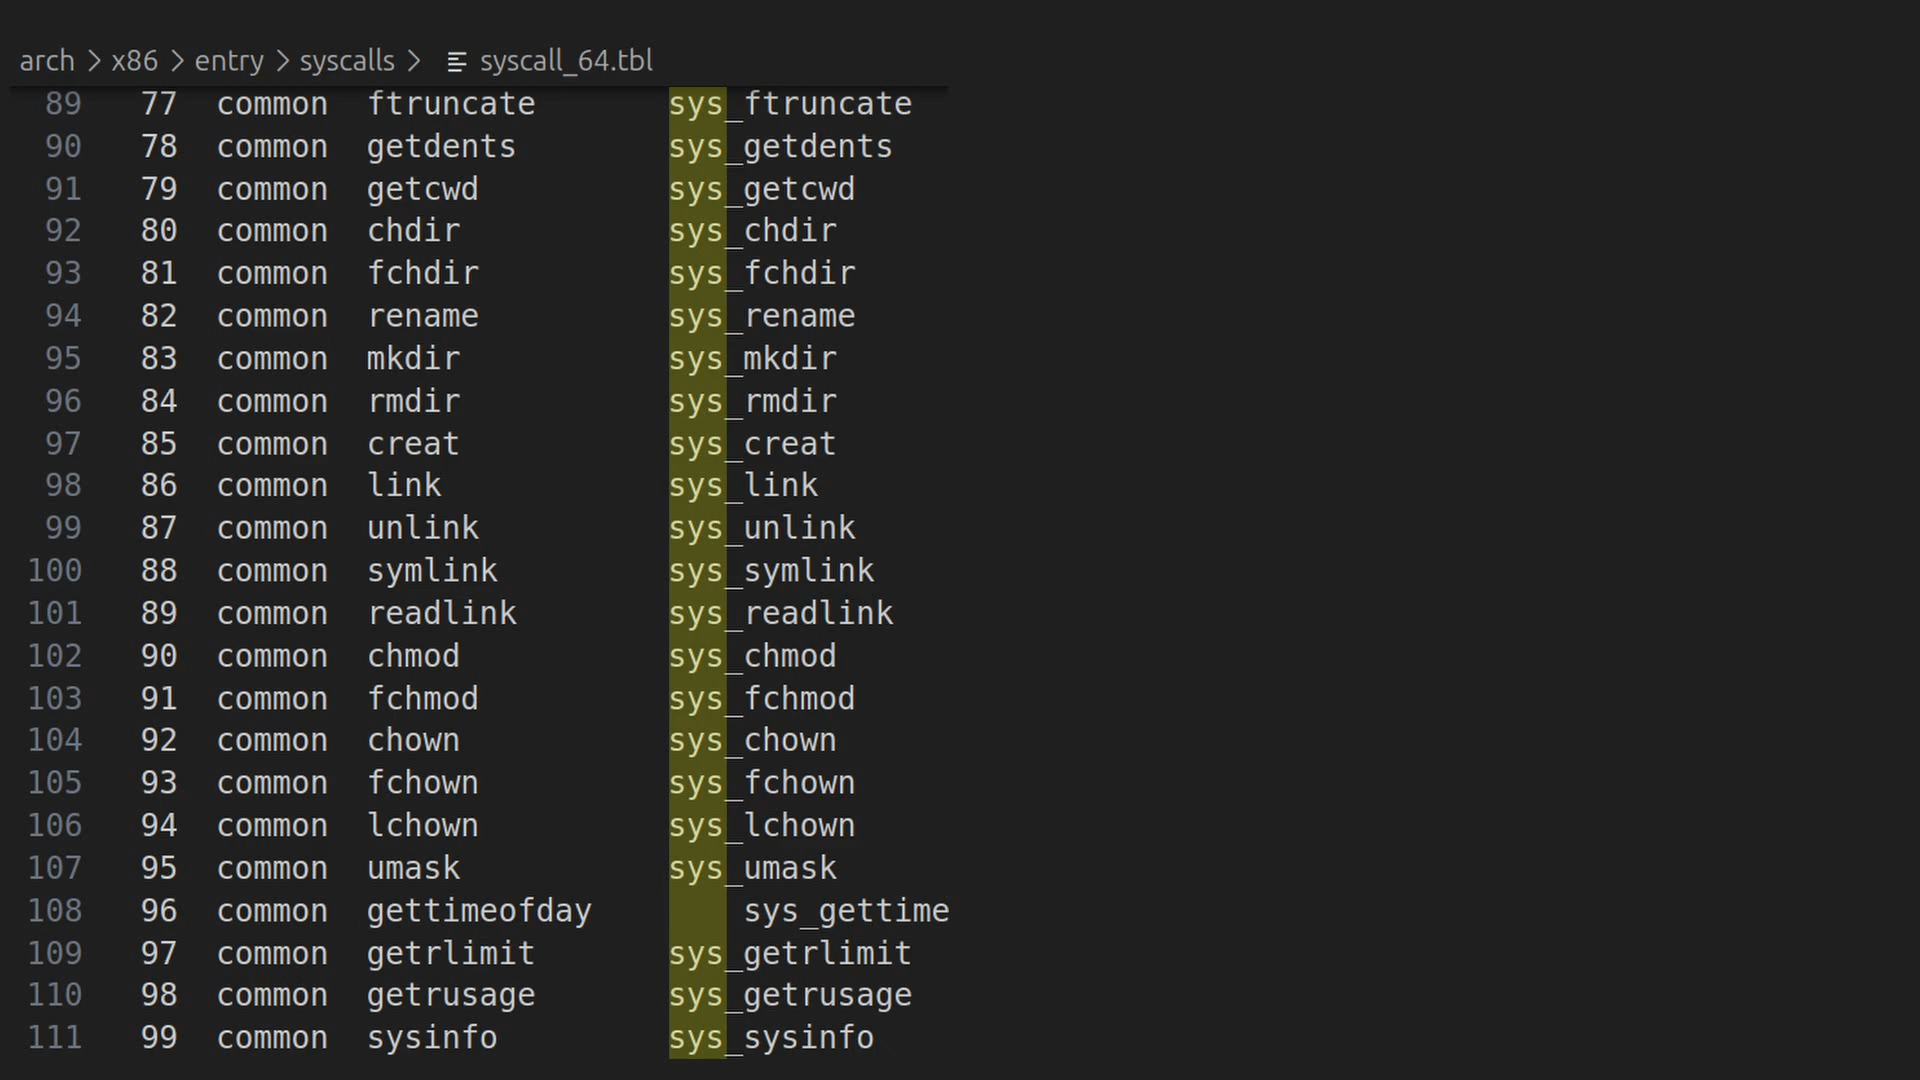 arch > x86 > entry > syscalls > syscall_64.tbl
89 77 common ftruncate sys_ftruncate
90 78 common getdents sys_getdents
91 79 common getcwd sys_getcwd
92 80 common chdir sys_chdir
93 81 common fchdir sys_fchdir
94 82 common rename sys_rename
95 83 common mkdir sys_mkdir
96 84 common rmdir sys_rmdir
97 85 common creat sys_creat
98 86 common link sys_link
99 87 common unlink sys_unlink
100 88 common symlink sys_symlink
101 89 common readlink sys_readlink
102 90 common chmod sys_chmod
103 91 common fchmod sys_fchmod
104 92 common chown sys_chown
105 93 common fchown sys_fchown
106 94 common lchown sys_lchown
107 95 common umask sys_umask
108 96 common gettimeofday sys_gettime
109 97 common getrlimit sys_getrlimit
110 98 common getrusage sys_getrusage
111 99 common sysinfo sys_sysinfo